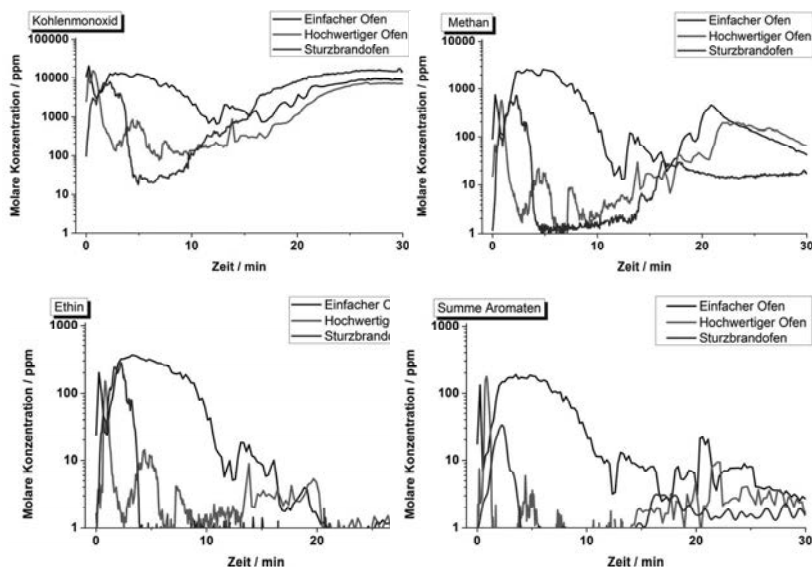 Kohlenmonoxid
Einfacher Ofen
Hochwertiger Ofen
Sturzbrandofen
Molare Konzentration / ppm
100000
10000
1000
100
10
1
0 10 20 30
Zeit / min
Methan
Einfacher Ofen
Hochwertiger Ofen
Sturzbrandofen
Molare Konzentration / ppm
10000
1000
100
10
1
0 10 20 30
Zeit / min
Ethin
Einfacher O
Hochwertig
Sturzbrand
Molare Konzentration / ppm
1000
100
10
1
0 10 20
Zeit / min
Summe Aromaten
Einfacher Ofen
Hochwertiger Ofen
Sturzbrandofen
Molare Konzentration / ppm
1000
100
10
1
0 10 20 30
Zeit / min